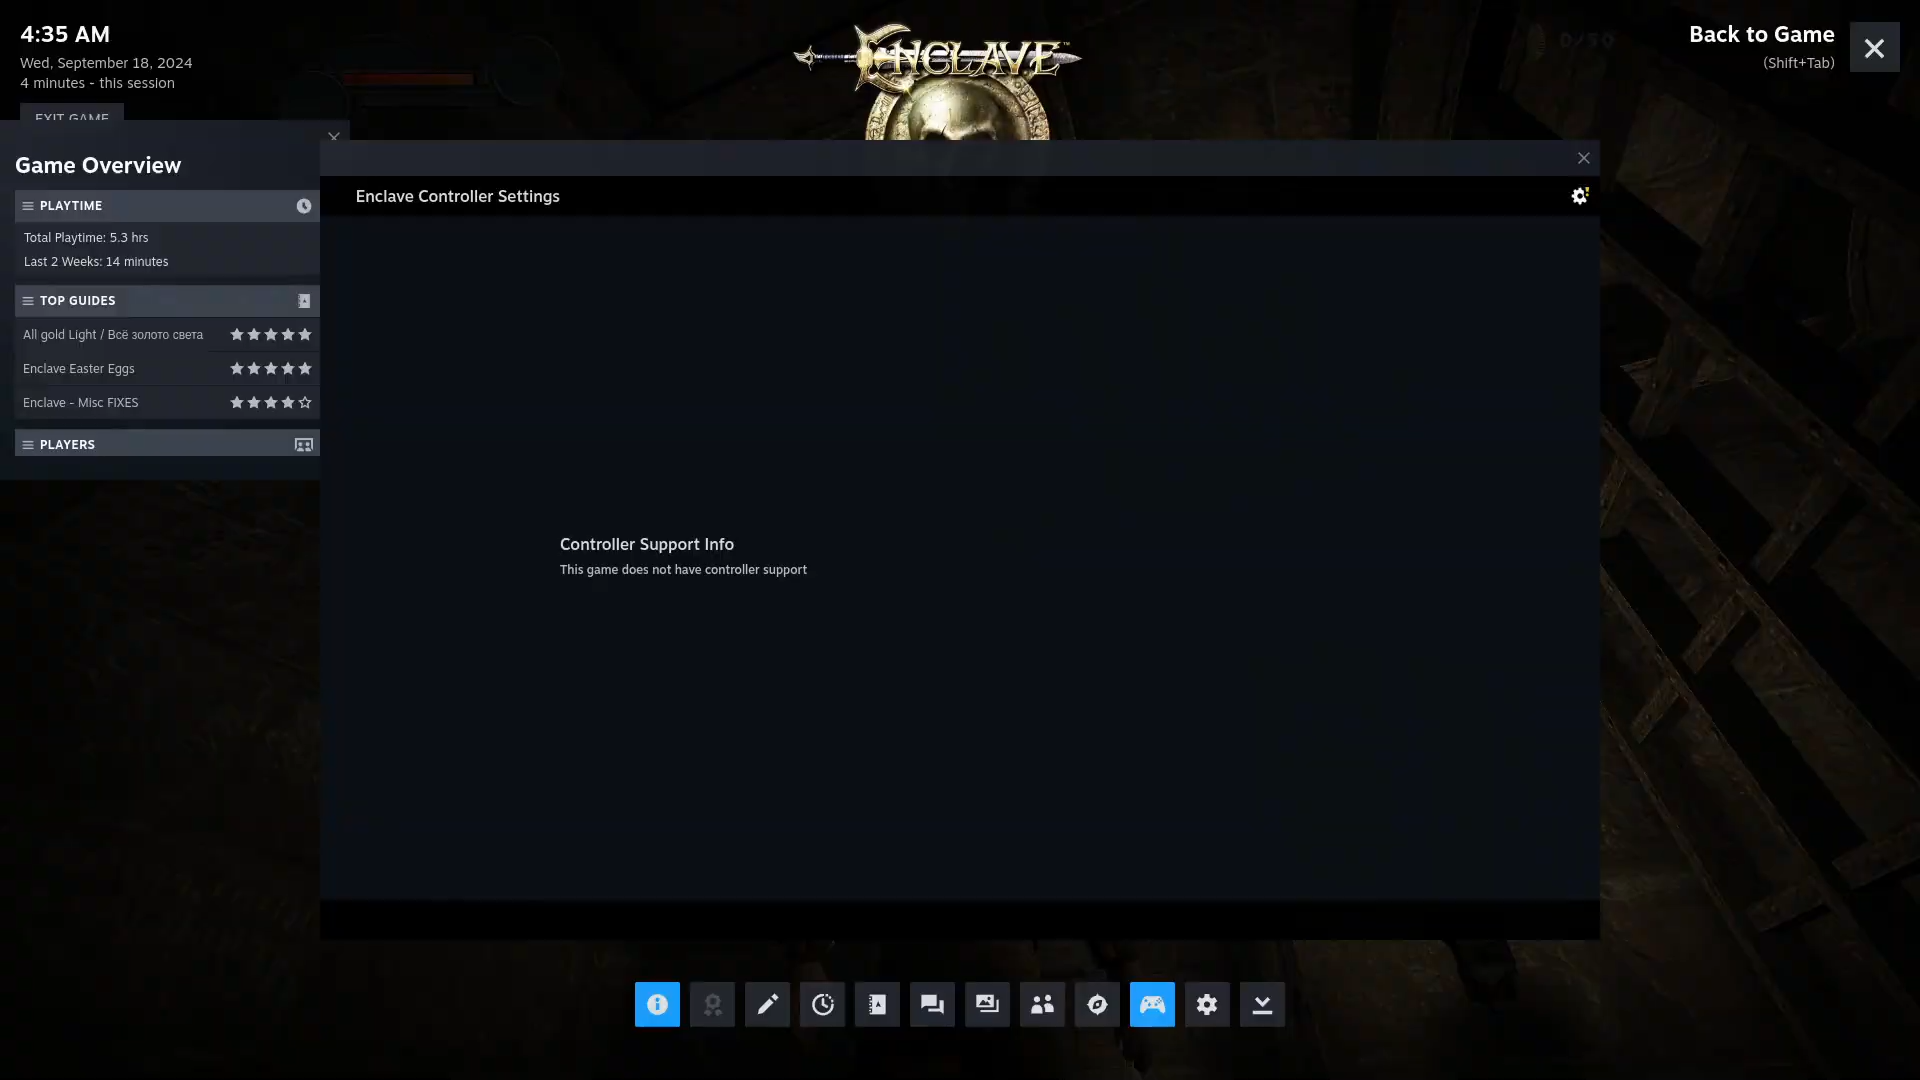 4:35 AM
Wed, September 18, 2024
4 minutes - this session
EXIT GAME
ENCLAVE™
0/50
Back to Game
(Shift+Tab)
Game Overview
PLAYTIME
Total Playtime: 5.3 hrs
Last 2 Weeks: 14 minutes
TOP GUIDES
All gold Light / Всё золото света
Enclave Easter Eggs
Enclave - Misc FIXES
PLAYERS
Enclave Controller Settings
Controller Support Info
This game does not have controller support